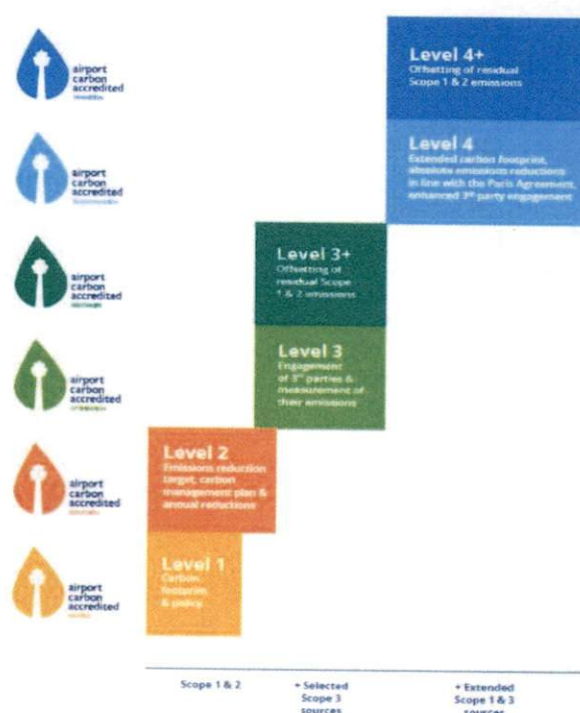 airport
carbon
accredited
Level 4+
Offsetting of residual
Scope 1 & 2 emissions
airport
carbon
accredited
Level 4
Extended carbon footprint,
absolute emissions reductions
in line with the Paris Agreement,
enhanced 3rd party engagement
airport
carbon
accredited
Level 3+
Offsetting of
residual Scope
1 & 2 emissions
airport
carbon
accredited
Level 3
Engagement
of 3rd parties &
measurement of
their emissions
airport
carbon
accredited
Level 2
Emissions reduction
target, carbon
management plan &
annual reductions
airport
carbon
accredited
Level 1
Carbon
footprint
& policy
Scope 1 & 2
+ Selected
Scope 3
sources
+ Extended
Scope 1 & 3
sources